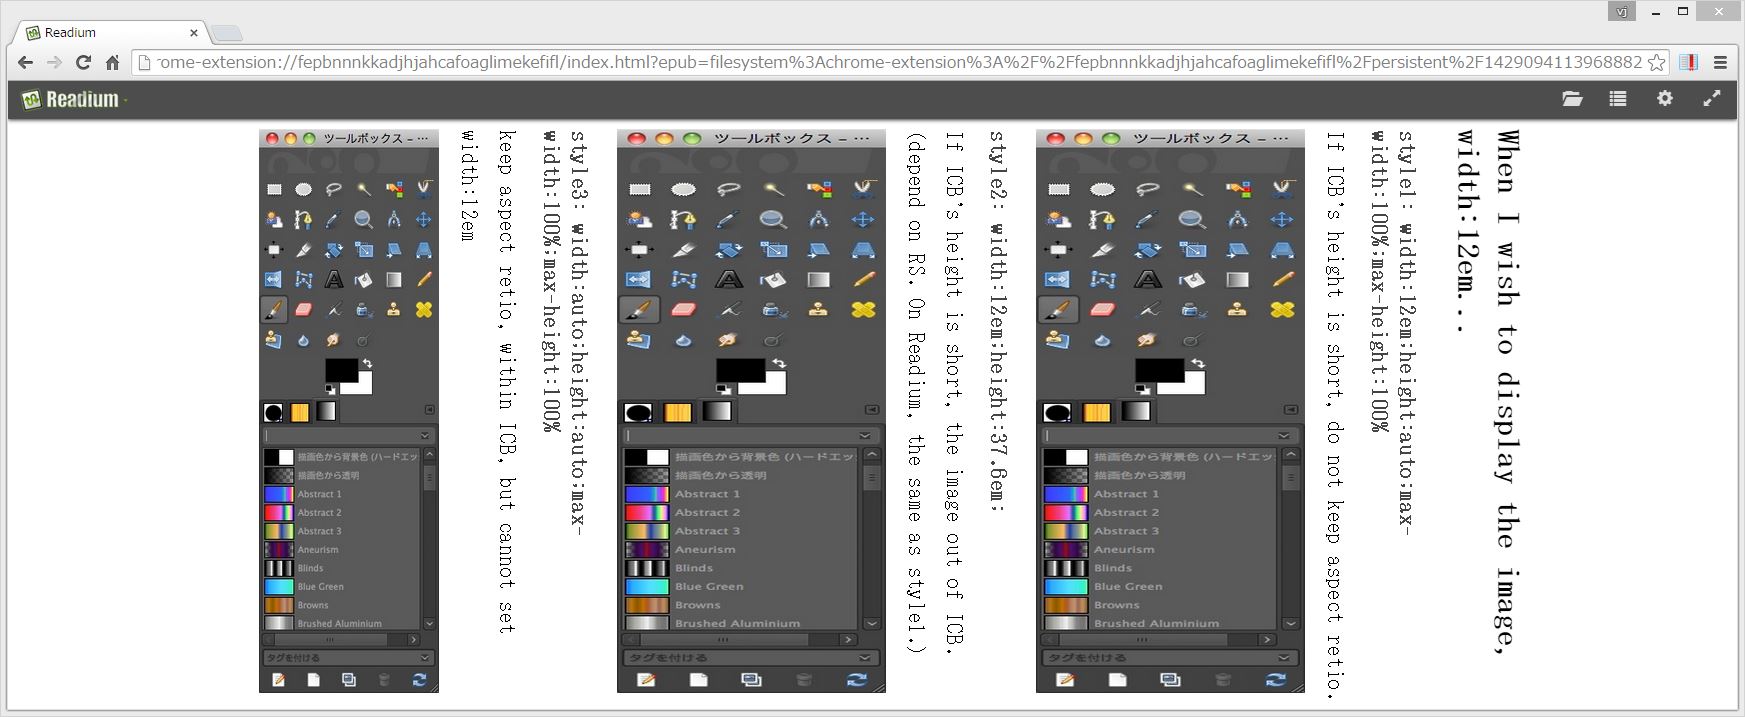 vj
Readium
rome-extension://fepbnnnkkadjhjahcafoaglimekefifl/index.html?epub=filesystem%3Achrome-extension%3A%2F%2Ffepbnnnkkadjhjahcafoaglimekefifl%2Fpersistent%2F1429094113968882
Readium
When I wish to display the image,
width:12em...
style1: width:12em;height:auto;max-
width:100%;max-height:100%
If ICB's height is short, do not keep aspect retio.
ツールボックス – ...
描画色から背景色 (ハードエッ
描画色から透明
Abstract 1
Abstract 2
Abstract 3
Aneurism
Blinds
Blue Green
Browns
Brushed Aluminium
タグを付ける
style2: width:12em;height:37.6em;
If ICB's height is short, the image out of ICB.
(depend on RS. On Readium, the same as style1.)
ツールボックス – ...
描画色から背景色 (ハードエッ
描画色から透明
Abstract 1
Abstract 2
Abstract 3
Aneurism
Blinds
Blue Green
Browns
Brushed Aluminium
タグを付ける
style3: width:auto;height:auto;max-
width:100%;max-height:100%
keep aspect retio, within ICB, but cannot set
width:12em
ツールボックス – ...
描画色から背景色 (ハードエッ
描画色から透明
Abstract 1
Abstract 2
Abstract 3
Aneurism
Blinds
Blue Green
Browns
Brushed Aluminium
タグを付ける